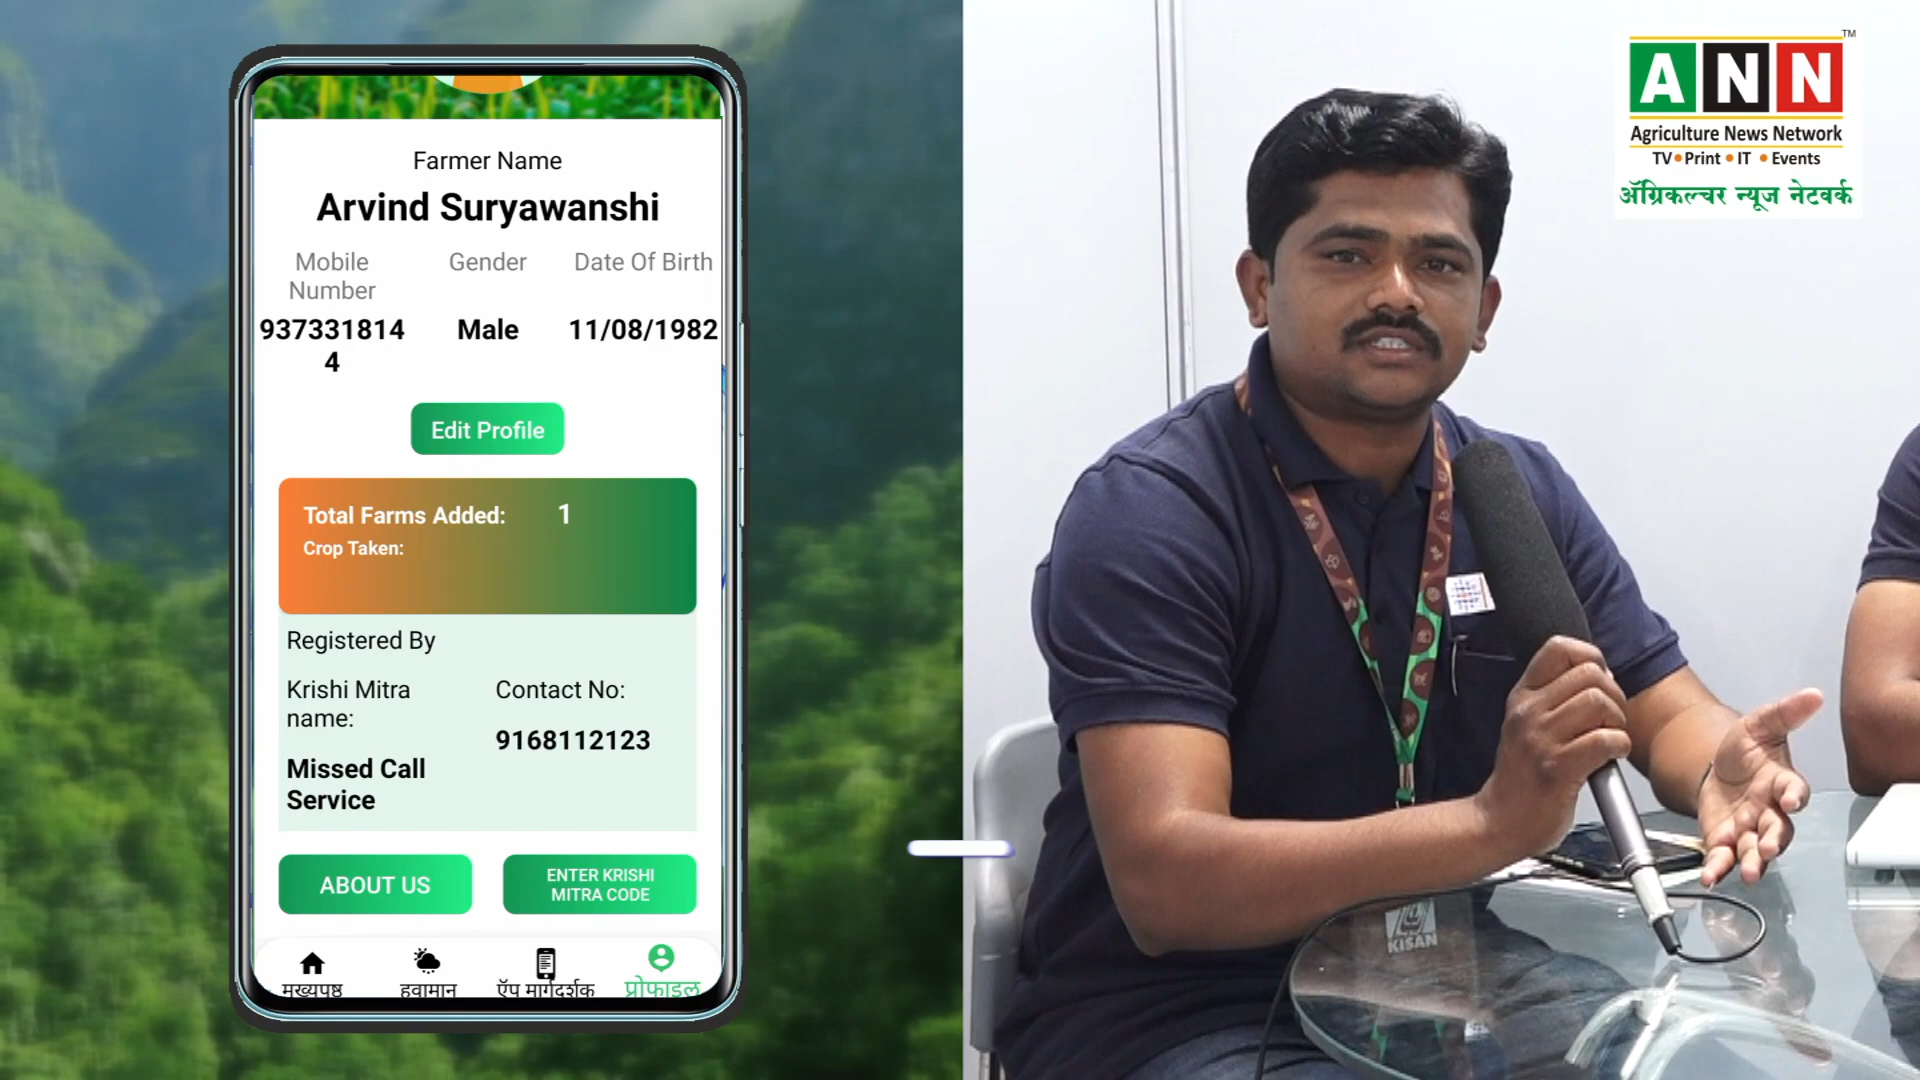 Farmer Name
Arvind Suryawanshi
Mobile
Number
Gender
Date Of Birth
937331814
4
Male
11/08/1982
Edit Profile
Total Farms Added: 1
Crop Taken:
Registered By
Krishi Mitra
name:
Contact No:
9168112123
Missed Call
Service
ABOUT US
ENTER KRISHI
MITRA CODE
मुख्यपृष्ठ
हवामान
ऍप मार्गदर्शक
प्रोफाइल
ANN
TM
Agriculture News Network
TV • Print • IT • Events
ॲग्रिकल्चर न्यूज नेटवर्क
KISAN